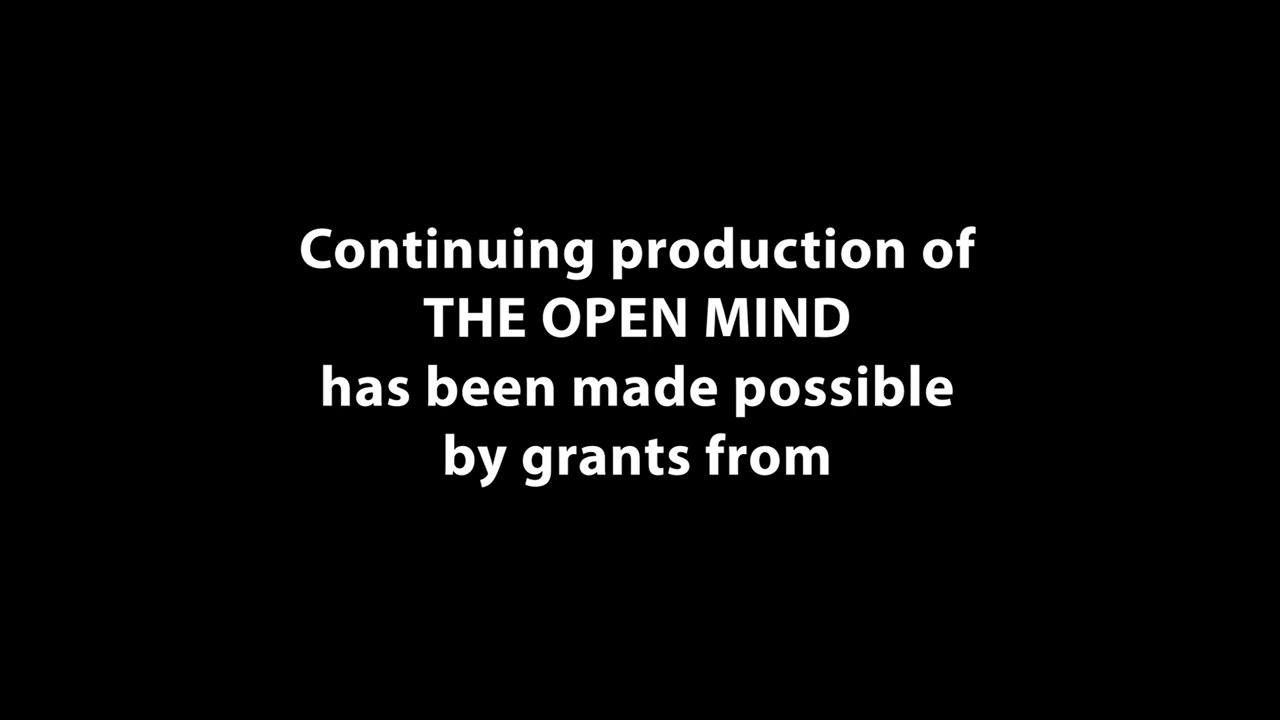 Continuing production of
THE OPEN MIND
has been made possible
by grants from